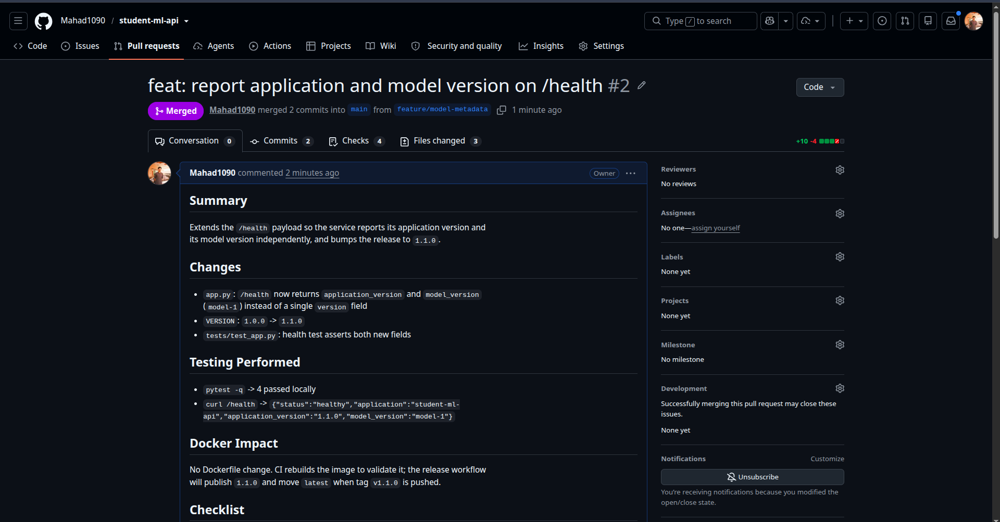 Mahad1090 / student-ml-api
Type / to search
Code
Issues
Pull requests
Agents
Actions
Projects
Wiki
Security and quality
Insights
Settings
feat: report application and model version on /health #2
Code
Merged
Mahad1090 merged 2 commits into main from feature/model-metadata 1 minute ago
Conversation 0
Commits 2
Checks 4
Files changed 3
+10 -4
Mahad1090 commented 2 minutes ago
Owner
Summary
Extends the /health payload so the service reports its application version and
its model version independently, and bumps the release to 1.1.0.
Changes
app.py: /health now returns application_version and model_version
(model-1) instead of a single version field
VERSION: 1.0.0 -> 1.1.0
tests/test_app.py: health test asserts both new fields
Testing Performed
pytest -q -> 4 passed locally
curl /health -> {"status":"healthy","application":"student-ml-
api","application_version":"1.1.0","model_version":"model-1"}
Docker Impact
No Dockerfile change. CI rebuilds the image to validate it; the release workflow
will publish 1.1.0 and move latest when tag v1.1.0 is pushed.
Checklist
Reviewers
No reviews
Assignees
No one—assign yourself
Labels
None yet
Projects
None yet
Milestone
No milestone
Development
Successfully merging this pull request may close these
issues.
None yet
Notifications
Customize
Unsubscribe
You're receiving notifications because you modified the
open/close state.